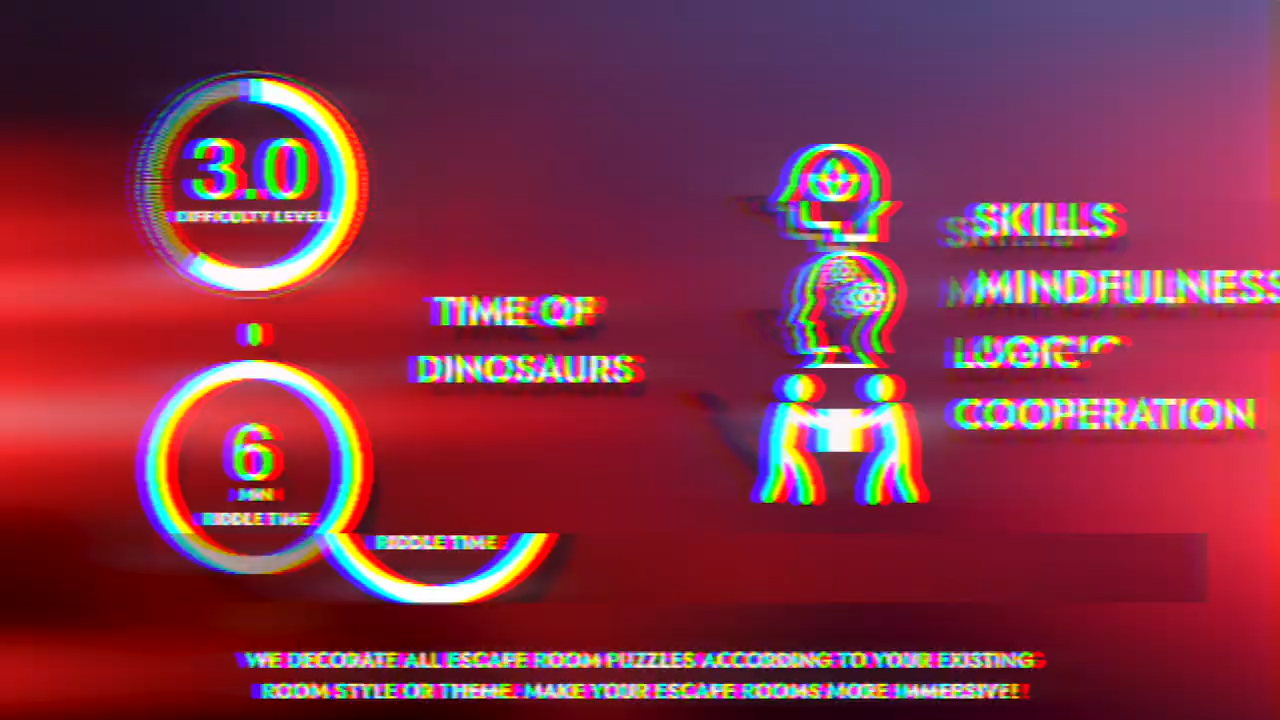 3.0
DIFFICULTY LEVEL
6
MIN
RIDDLE TIME
RIDDLE TIME
TIME OF
DINOSAURS
SKILLS
MINDFULNESS
LOGIC
COOPERATION
WE DECORATE ALL ESCAPE ROOM PUZZLES ACCORDING TO YOUR EXISTING
ROOM STYLE OR THEME. MAKE YOUR ESCAPE ROOMS MORE IMMERSIVE!